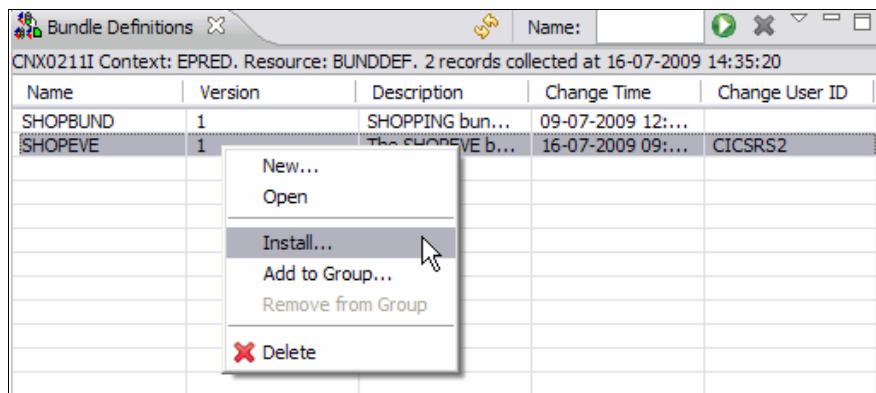 Bundle Definitions Name:
CNX0211I Context: EPRED. Resource: BUNDDEF. 2 records collected at 16-07-2009 14:35:20
Name Version Description Change Time Change User ID
SHOPBUND 1 SHOPPING bun... 09-07-2009 12:...
SHOPEVE 1 The SHOPEVE b... 16-07-2009 09:... CICSRS2
New...
Open
Install...
Add to Group...
Remove from Group
Delete